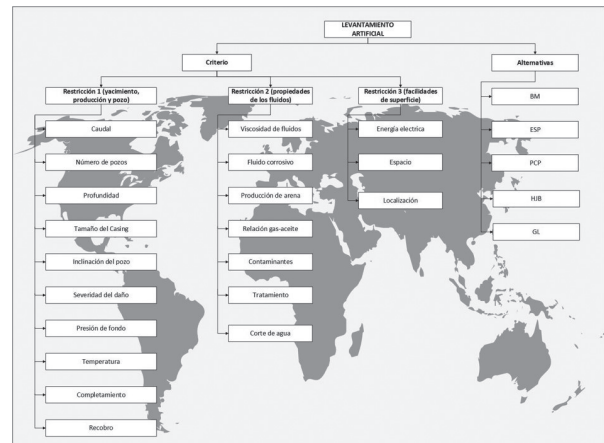 LEVANTAMIENTO
ARTIFICIAL
Criterio
Alternativas
Restricción 1 (yacimiento,
producción y pozo)
Caudal
Número de pozos
Profundidad
Tamaño del Casing
Inclinación del pozo
Severidad del daño
Presión de fondo
Temperatura
Completamiento
Recobro
Restricción 2 (propiedades
de los fluidos)
Viscosidad de fluidos
Fluido corrosivo
Producción de arena
Relación gas-aceite
Contaminantes
Tratamiento
Corte de agua
Restricción 3 (facilidades
de superficie)
Energía electrica
Espacio
Localización
BM
ESP
PCP
HJB
GL